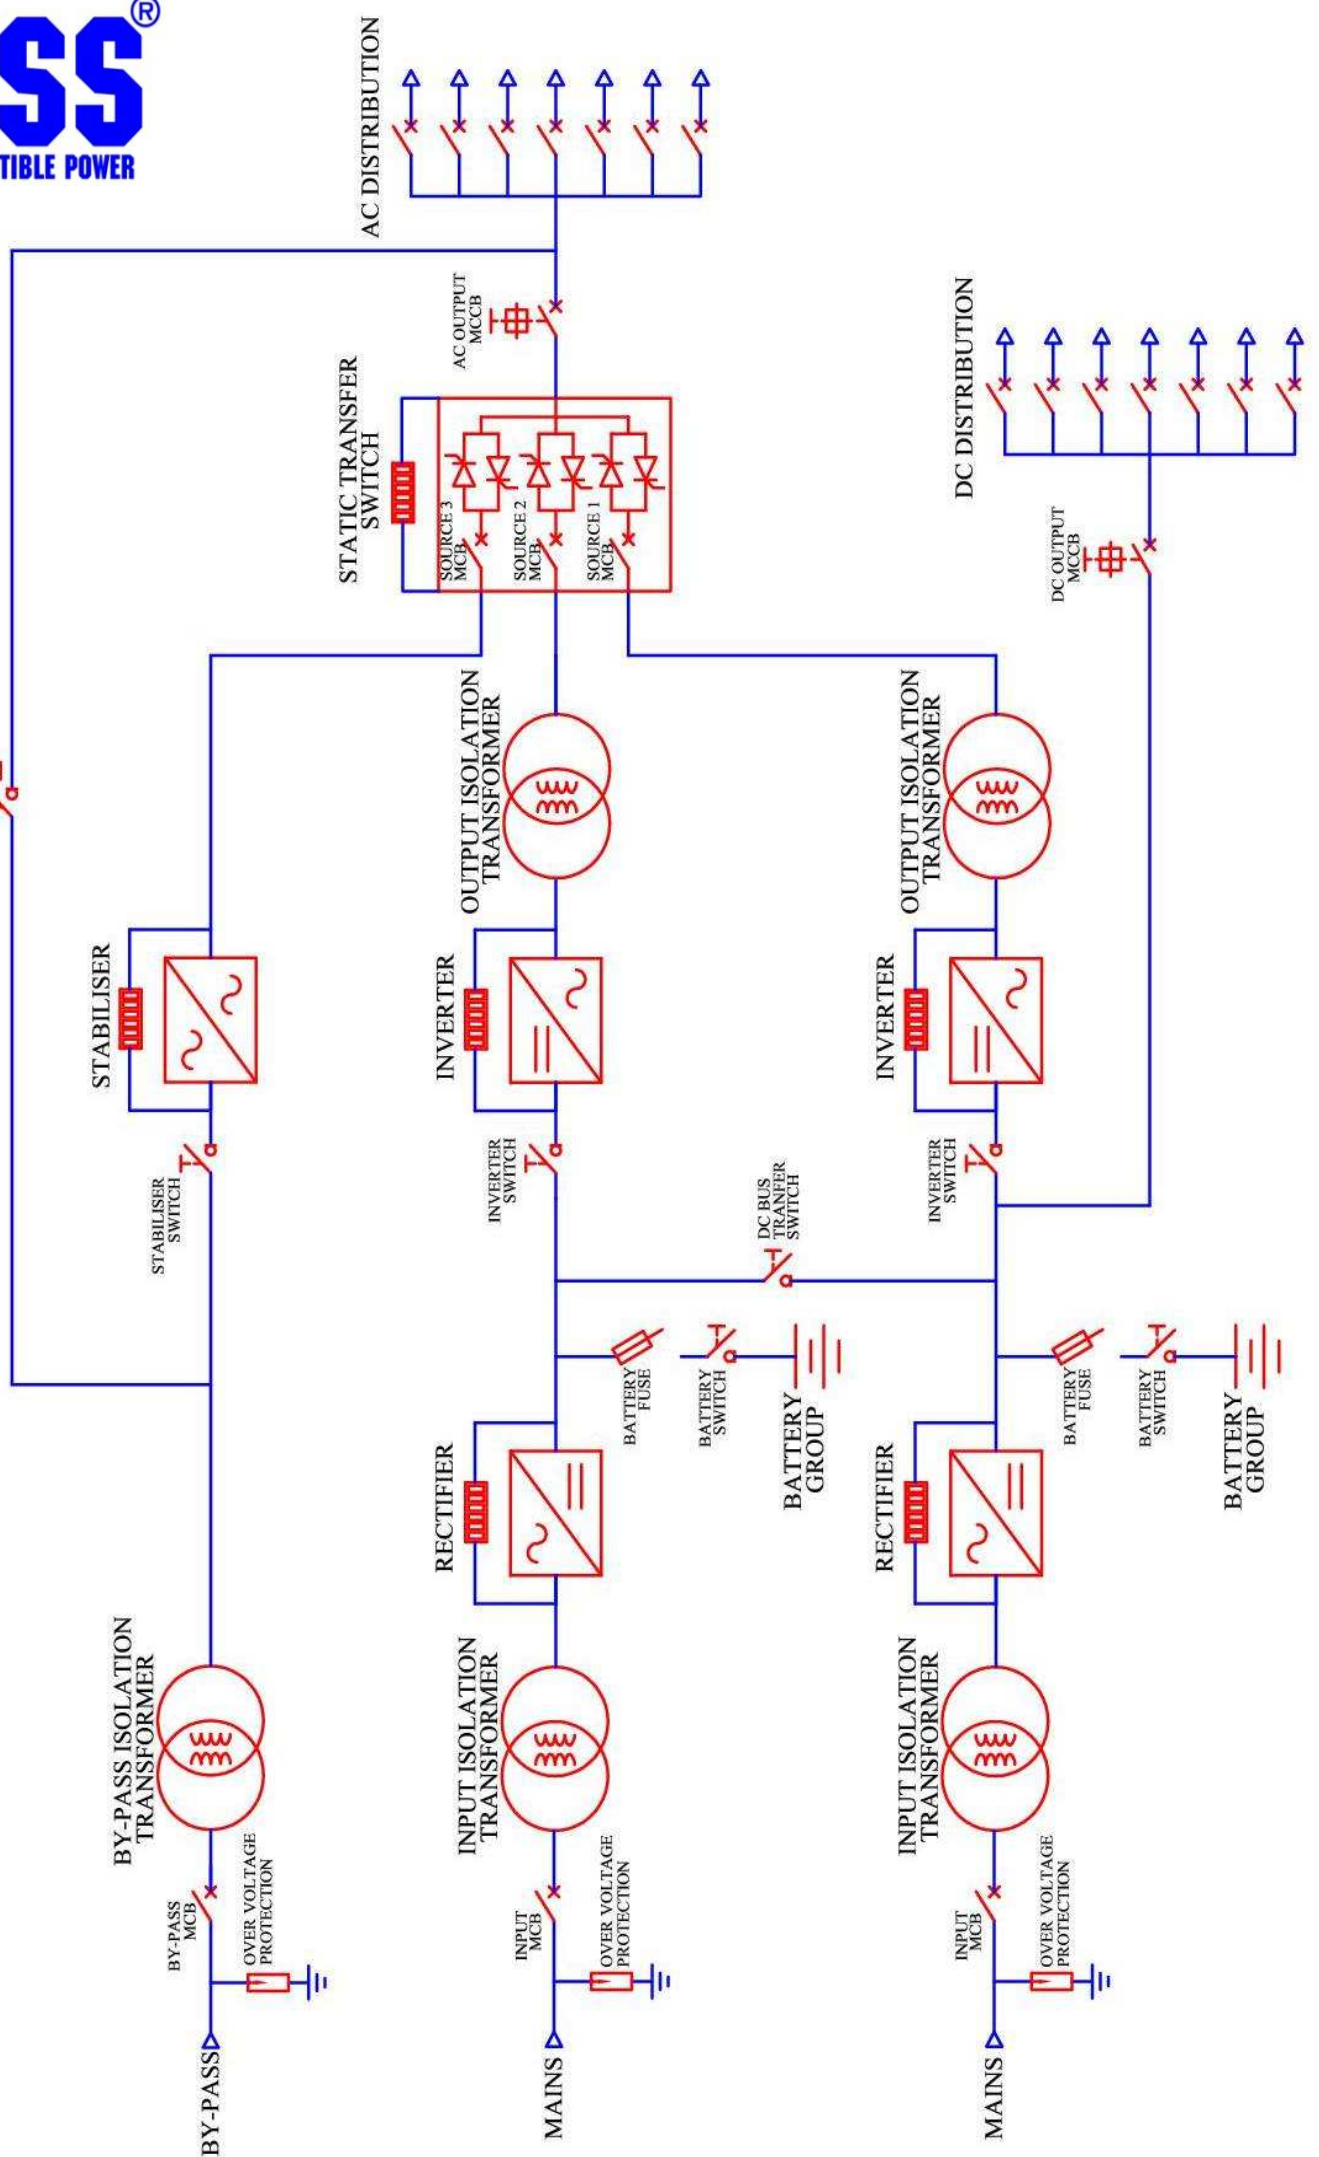 SS®
TIBLE POWER
AC DISTRIBUTION
AC OUTPUT
MCCB
STATIC TRANSFER
SWITCH
SOURCE 3
MCB
SOURCE 2
MCB
SOURCE 1
MCB
DC DISTRIBUTION
DC OUTPUT
MCCB
STABILISER
STABILISER
SWITCH
OUTPUT ISOLATION
TRANSFORMER
INVERTER
INVERTER
SWITCH
OUTPUT ISOLATION
TRANSFORMER
INVERTER
INVERTER
SWITCH
DC BUS
TRANFER
SWITCH
BATTERY
FUSE
BATTERY
SWITCH
BATTERY
GROUP
BATTERY
FUSE
BATTERY
SWITCH
BATTERY
GROUP
RECTIFIER
RECTIFIER
BY-PASS ISOLATION
TRANSFORMER
INPUT ISOLATION
TRANSFORMER
INPUT ISOLATION
TRANSFORMER
BY-PASS
MCB
OVER VOLTAGE
PROTECTION
INPUT
MCB
OVER VOLTAGE
PROTECTION
INPUT
MCB
OVER VOLTAGE
PROTECTION
BY-PASS
MAINS
MAINS